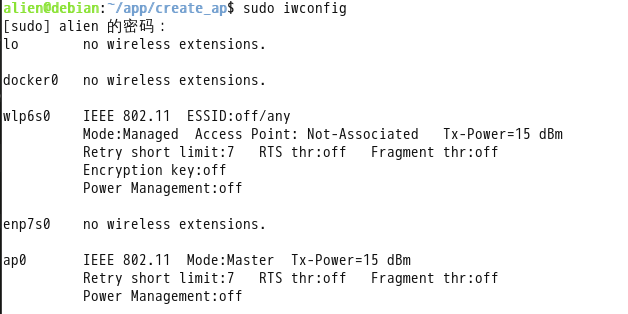 alien@debian:~/app/create_ap$ sudo iwconfig
[sudo] alien 的密码：
lo        no wireless extensions.
docker0   no wireless extensions.
wlp6s0    IEEE 802.11  ESSID:off/any
          Mode:Managed  Access Point: Not-Associated   Tx-Power=15 dBm
          Retry short limit:7   RTS thr:off   Fragment thr:off
          Encryption key:off
          Power Management:off
enp7s0    no wireless extensions.
ap0       IEEE 802.11  Mode:Master  Tx-Power=15 dBm
          Retry short limit:7   RTS thr:off   Fragment thr:off
          Power Management:off